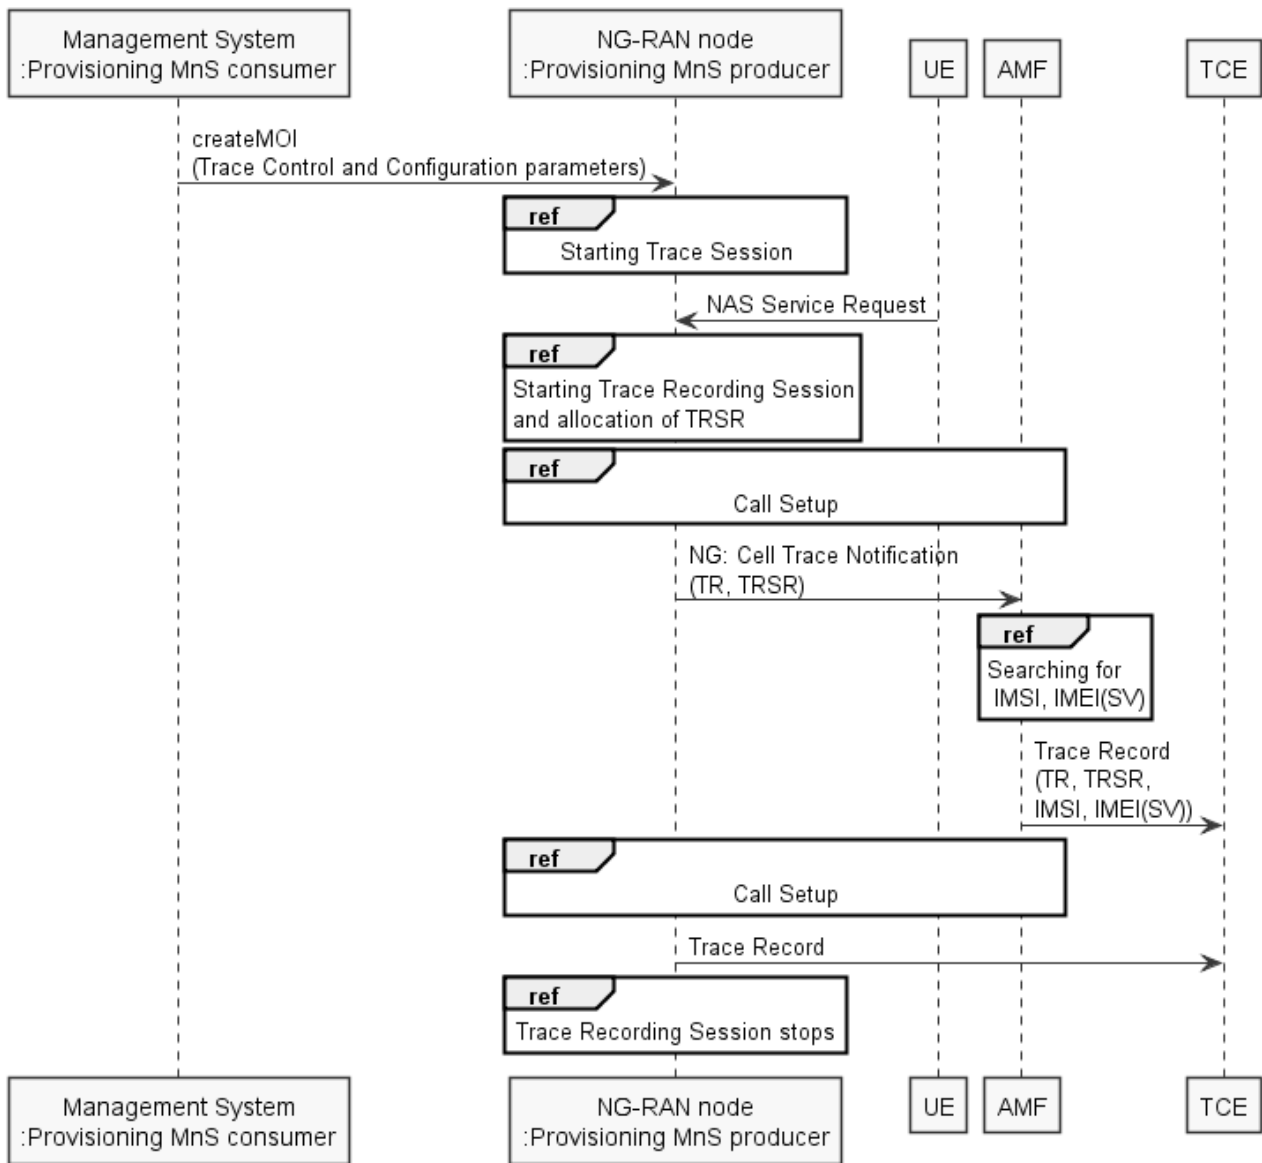 Management System
:Provisioning MnS consumer
NG-RAN node
:Provisioning MnS producer
UE
AMF
TCE
createMOI
(Trace Control and Configuration parameters)
ref
Starting Trace Session
NAS Service Request
ref
Starting Trace Recording Session
and allocation of TRSR
ref
Call Setup
NG: Cell Trace Notification
(TR, TRSR)
ref
Searching for
IMSI, IMEI(SV)
Trace Record
(TR, TRSR,
IMSI, IMEI(SV))
ref
Call Setup
Trace Record
ref
Trace Recording Session stops
Management System
:Provisioning MnS consumer
NG-RAN node
:Provisioning MnS producer
UE
AMF
TCE